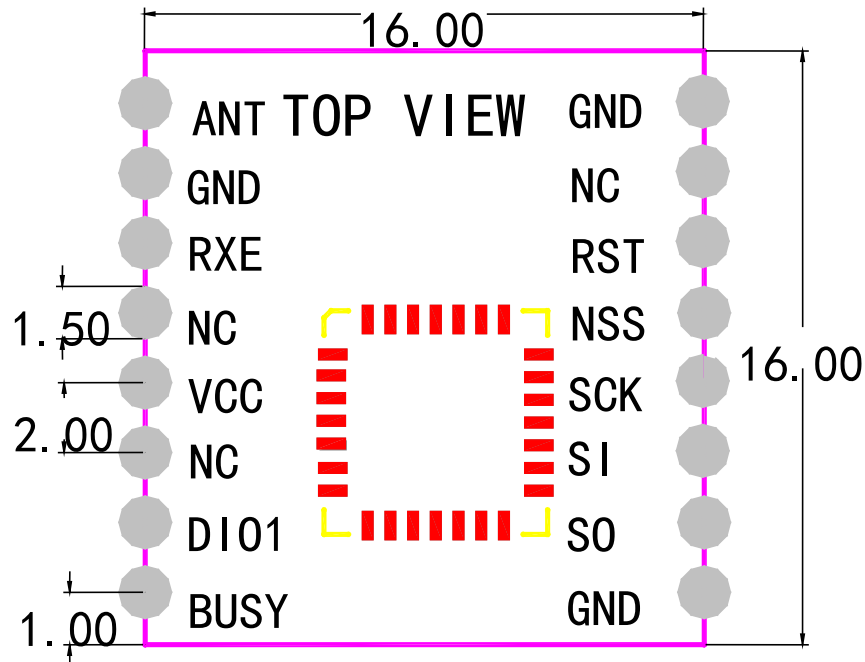 16.00
ANT TOP VIEW GND
GND NC
RXE RST
1.50 NC NSS
16.00
VCC SCK
2.00 NC SI
DIO1 SO
1.00 BUSY GND